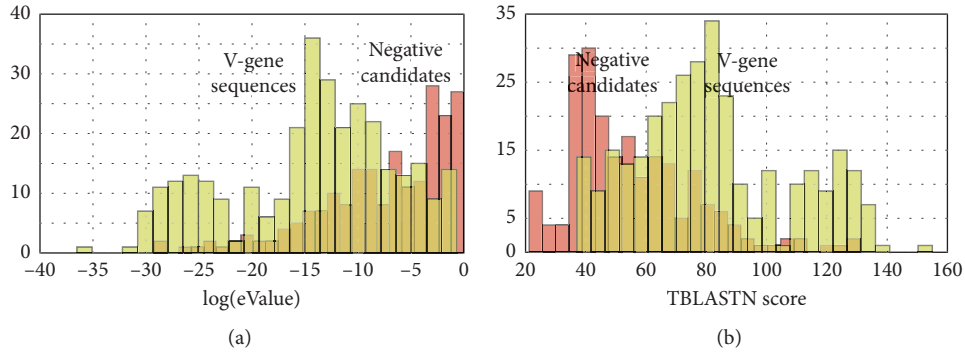 40
30
20
10
0
V-gene
sequences
Negative
candidates
−40 −35 −30 −25 −20 −15 −10 −5 0
log(eValue)
(a)
35
25
15
5
0
Negative
candidates
V-gene
sequences
20 40 60 80 100 120 140 160
TBLASTN score
(b)